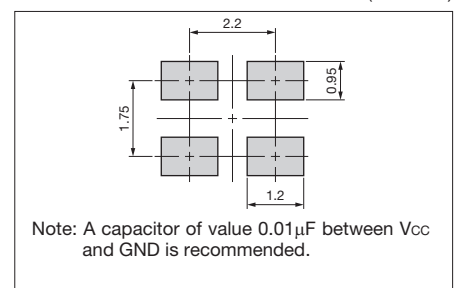 2.2
0.95
1.75
1.2
Note: A capacitor of value 0.01μF between Vcc
and GND is recommended.